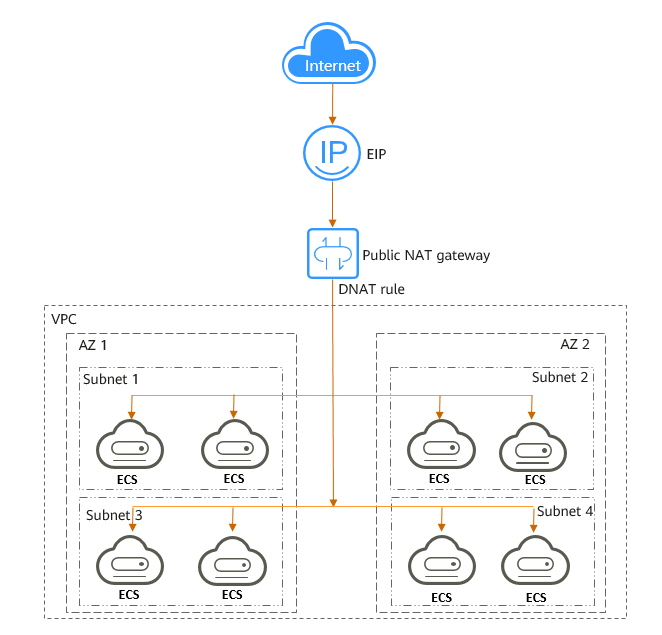 Internet
IP
EIP
Public NAT gateway
DNAT rule
VPC
AZ 1
AZ 2
Subnet 1
Subnet 2
ECS
ECS
ECS
ECS
Subnet 3
Subnet 4
ECS
ECS
ECS
ECS